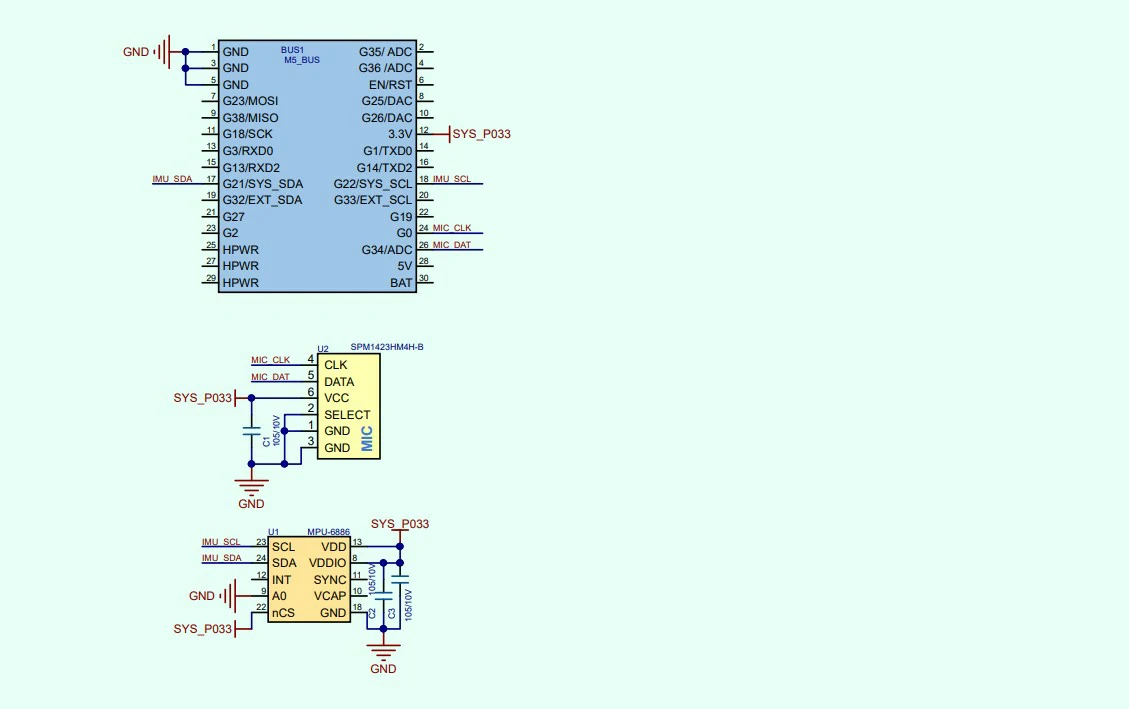 BUS1
M5_BUS
GND 1 GND G35/ ADC 2
3 GND G36 /ADC 4
5 GND EN/RST 6
7 G23/MOSI G25/DAC 8
9 G38/MISO G26/DAC 10
11 G18/SCK 3.3V 12 SYS_P033
13 G3/RXD0 G1/TXD0 14
15 G13/RXD2 G14/TXD2 16
IMU_SDA 17 G21/SYS_SDA G22/SYS_SCL 18 IMU_SCL
19 G32/EXT_SDA G33/EXT_SCL 20
21 G27 G19 22
23 G2 G0 24 MIC_CLK
25 HPWR G34/ADC 26 MIC_DAT
27 HPWR 5V 28
29 HPWR BAT 30
U2 SPM1423HM4H-B
MIC_CLK 4 CLK
MIC_DAT 5 DATA
SYS_P033 6 VCC
2 SELECT
1 GND
3 GND
MIC
C1
105/10V
GND
SYS_P033
U1 MPU-6886
IMU_SCL 23 SCL VDD 13
IMU_SDA 24 SDA VDDIO 8
12 INT SYNC 11
GND 9 A0 VCAP 10
SYS_P033 22 nCS GND 18
C2
105/10V
C3
105/10V
GND